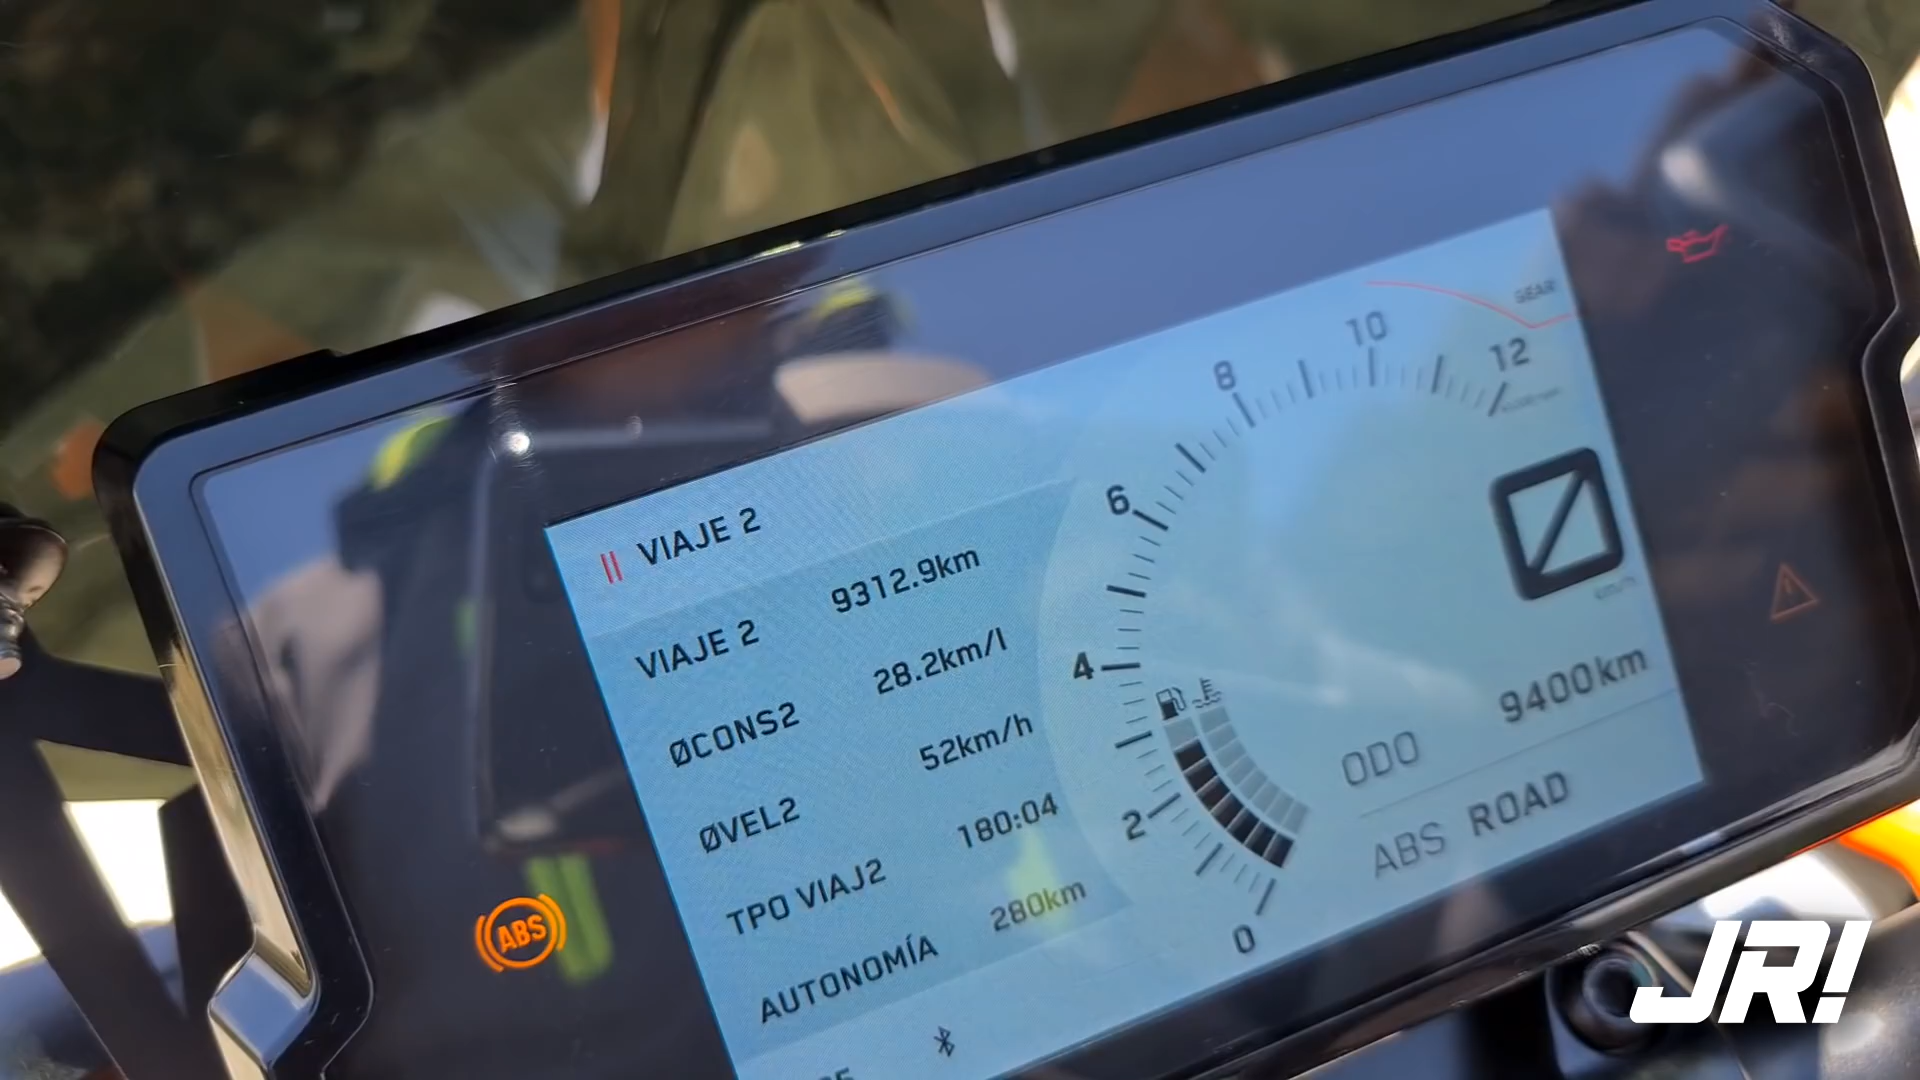 VIAJE 2
VIAJE 2 9312.9km
ØCONS2 28.2km/l
ØVEL2 52km/h
TPO VIAJ2 180:04
AUTONOMÍA 280km
GEAR
12
10
8
6
4
2
0
ODO 9400km
ABS ROAD
ABS
JR!